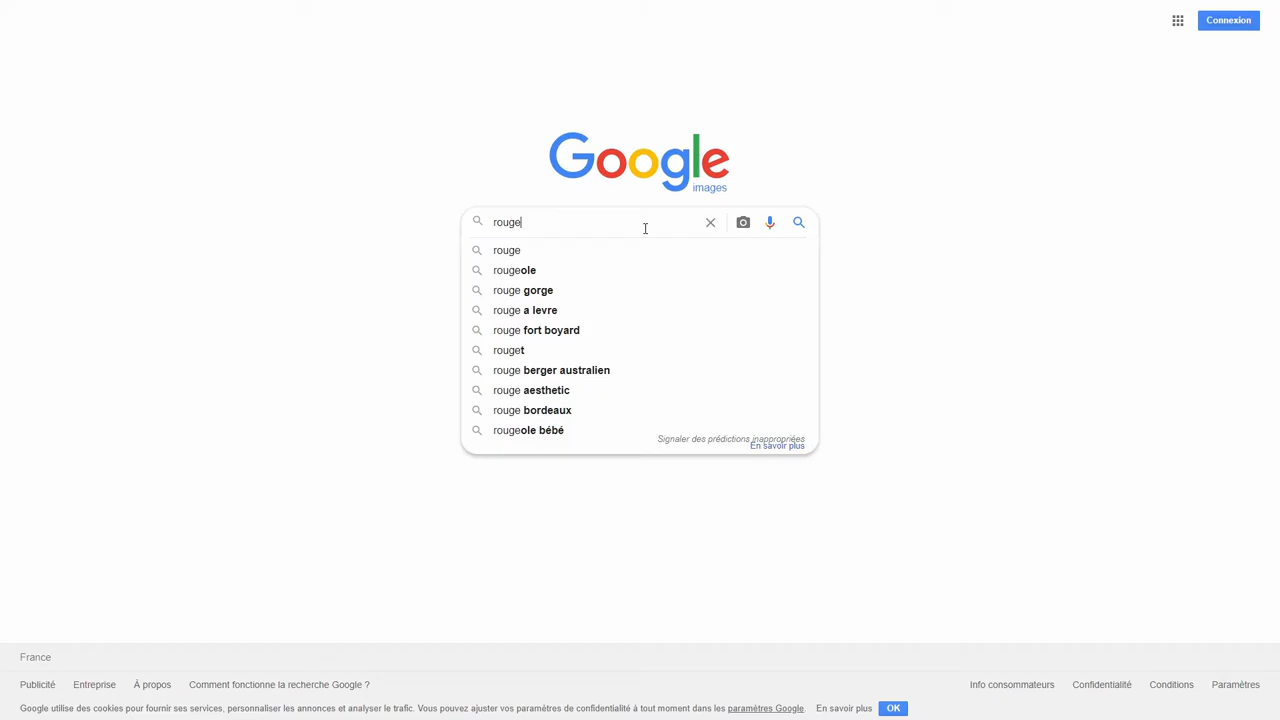 Connexion
Google
images
rouge
rouge
rougeole
rouge gorge
rouge a levre
rouge fort boyard
rouget
rouge berger australien
rouge aesthetic
rouge bordeaux
rougeole bébé
Signaler des prédictions inappropriées
En savoir plus
France
Publicité Entreprise À propos Comment fonctionne la recherche Google ? Info consommateurs Confidentialité Conditions Paramètres
Google utilise des cookies pour fournir ses services, personnaliser les annonces et analyser le trafic. Vous pouvez ajuster vos paramètres de confidentialité à tout moment dans les paramètres Google. En savoir plus OK